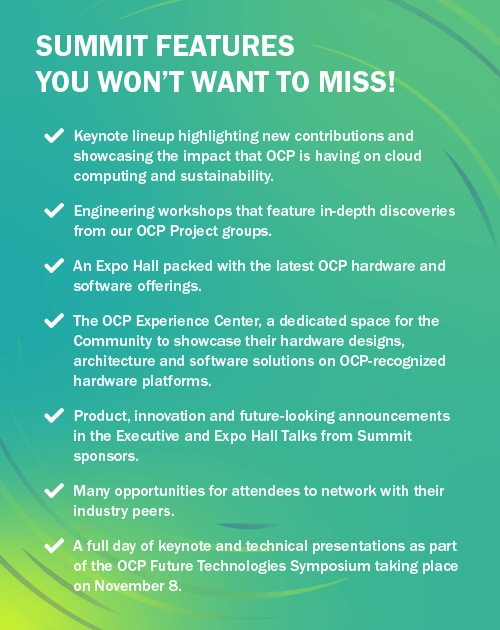 SUMMIT FEATURES
YOU WON'T WANT TO MISS!
Keynote lineup highlighting new contributions and
showcasing the impact that OCP is having on cloud
computing and sustainability.
Engineering workshops that feature in-depth discoveries
from our OCP Project groups.
An Expo Hall packed with the latest OCP hardware and
software offerings.
The OCP Experience Center, a dedicated space for the
Community to showcase their hardware designs,
architecture and software solutions on OCP-recognized
hardware platforms.
Product, innovation and future-looking announcements
in the Executive and Expo Hall Talks from Summit
sponsors.
Many opportunities for attendees to network with their
industry peers.
A full day of keynote and technical presentations as part
of the OCP Future Technologies Symposium taking place
on November 8.